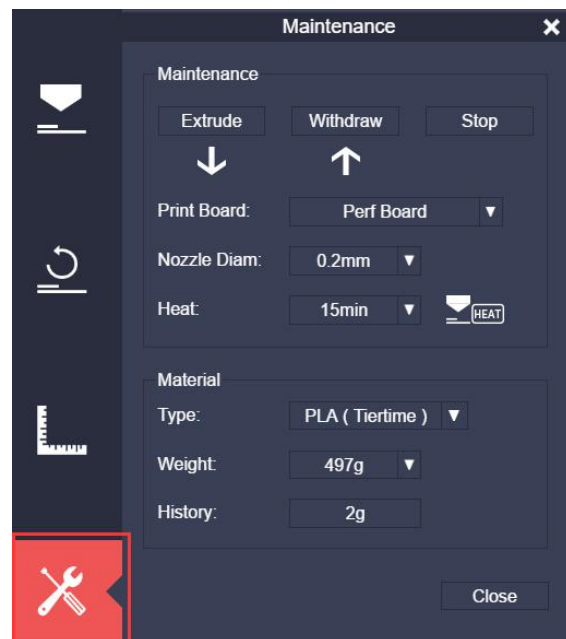 Maintenance
Maintenance
Extrude Withdraw Stop
Print Board: Perf Board
Nozzle Diam: 0.2mm
Heat: 15min HEAT
Material
Type: PLA ( Tiertime )
Weight: 497g
History: 2g
Close